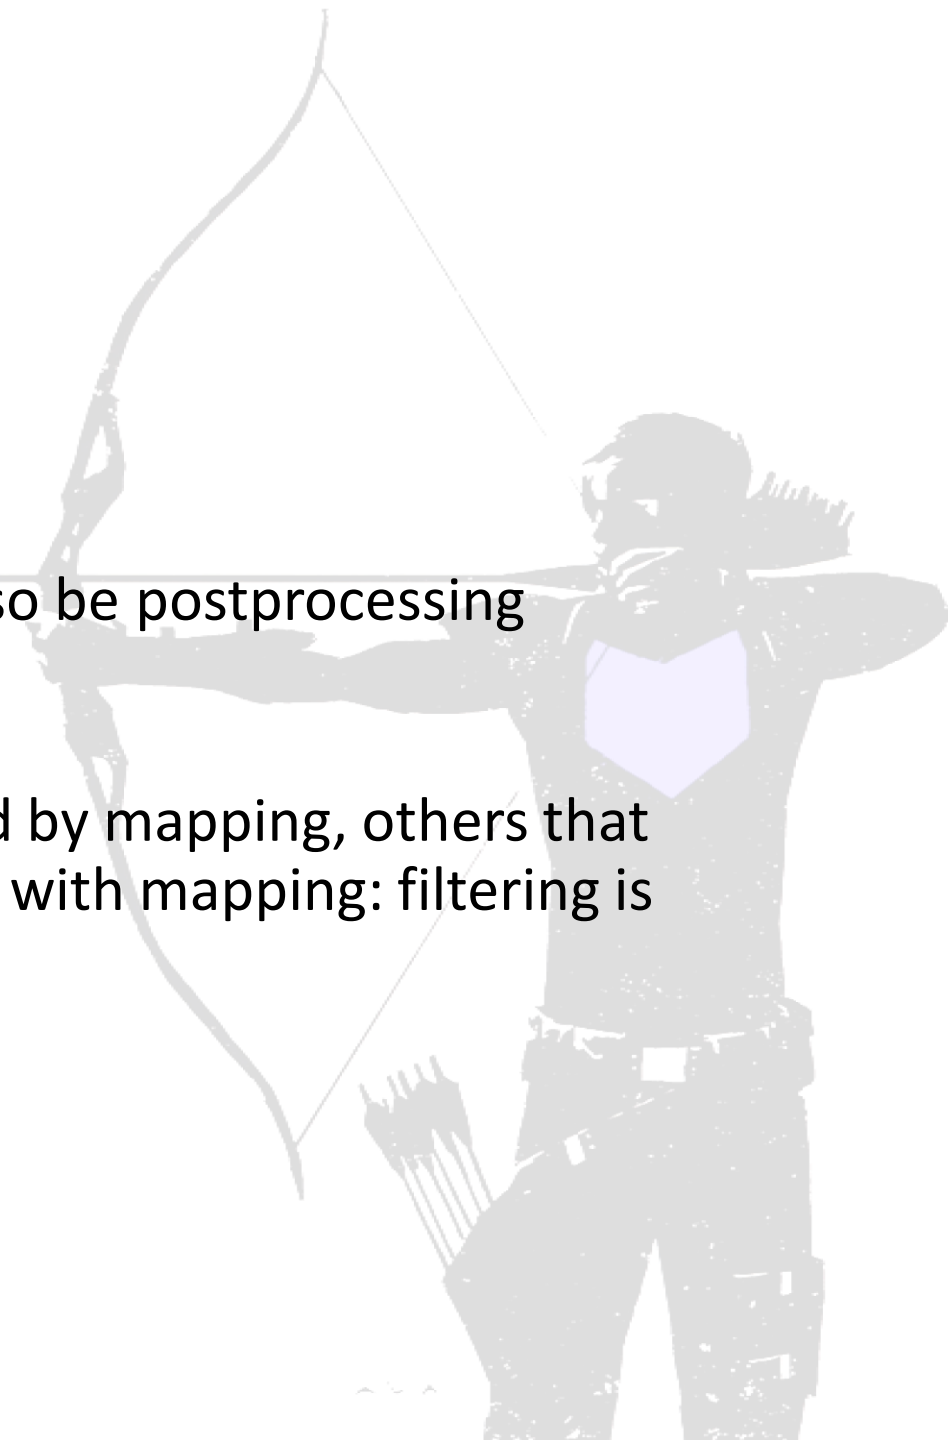 so be postprocessing
d by mapping, others that
with mapping: filtering is